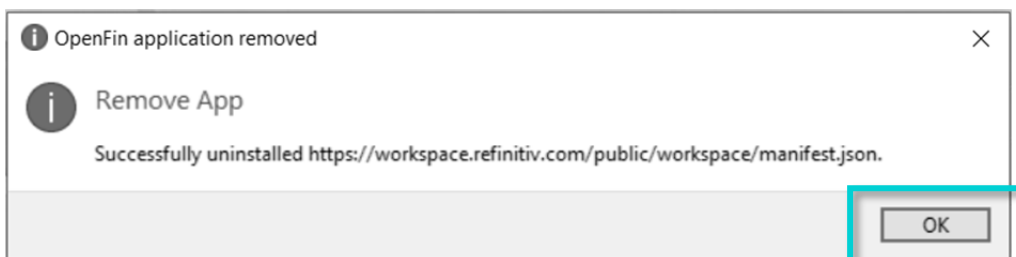 OpenFin application removed
Remove App
Successfully uninstalled https://workspace.refinitiv.com/public/workspace/manifest.json.
OK